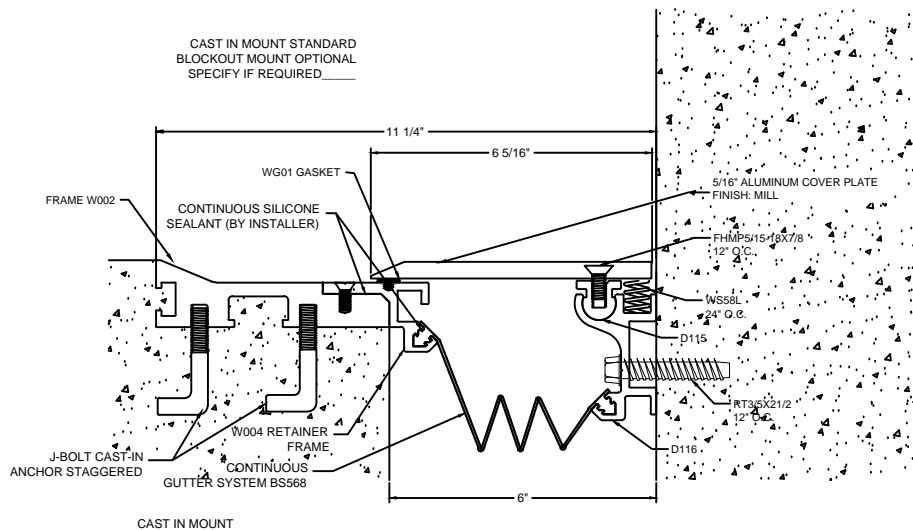 CAST IN MOUNT STANDARD
BLOCKOUT MOUNT OPTIONAL
SPECIFY IF REQUIRED_____
11 1/4"
6 5/16"
WG01 GASKET
5/16" ALUMINUM COVER PLATE
FINISH: MILL
FRAME W002
CONTINUOUS SILICONE
SEALANT (BY INSTALLER)
FHMP5/15-18X7/8
12" O.C.
WS58L
24" O.C.
D115
RT3/5X21/2
12" O.C.
W004 RETAINER
FRAME
J-BOLT CAST-IN
ANCHOR STAGGERED
D116
CONTINUOUS
GUTTER SYSTEM BS568
6"
CAST IN MOUNT